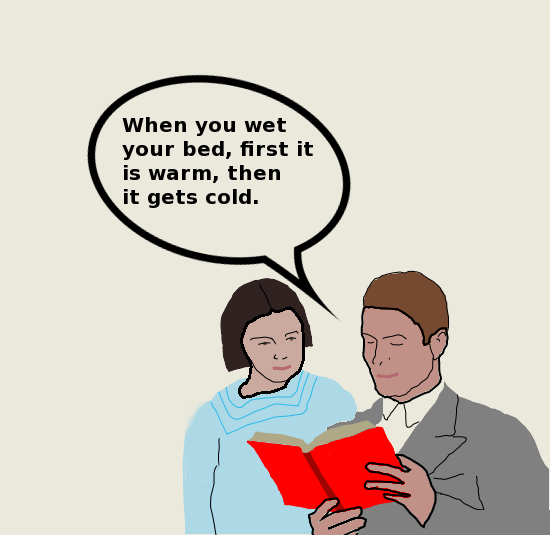 When you wet
your bed, first it
is warm, then
it gets cold.